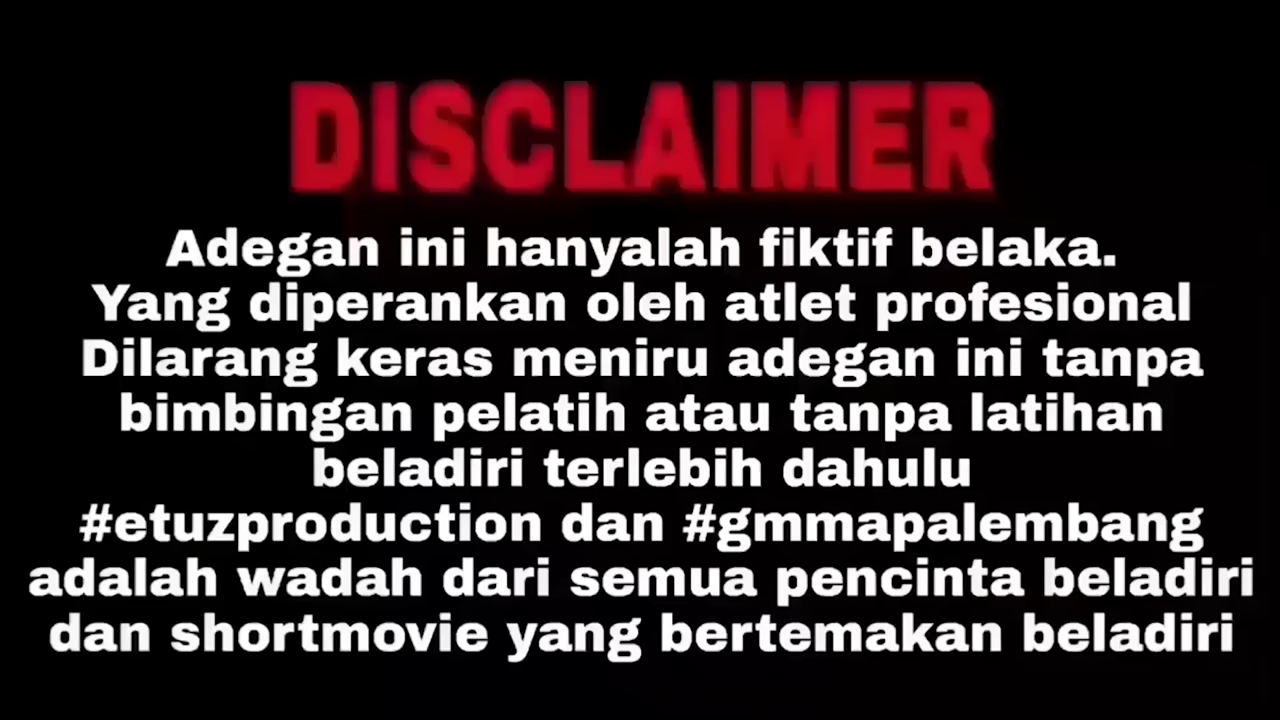 DISCLAIMER
Adegan ini hanyalah fiktif belaka.
Yang diperankan oleh atlet profesional
Dilarang keras meniru adegan ini tanpa
bimbingan pelatih atau tanpa latihan
beladiri terlebih dahulu
#etuzproduction dan #gmmapalembang
adalah wadah dari semua pencinta beladiri
dan shortmovie yang bertemakan beladiri